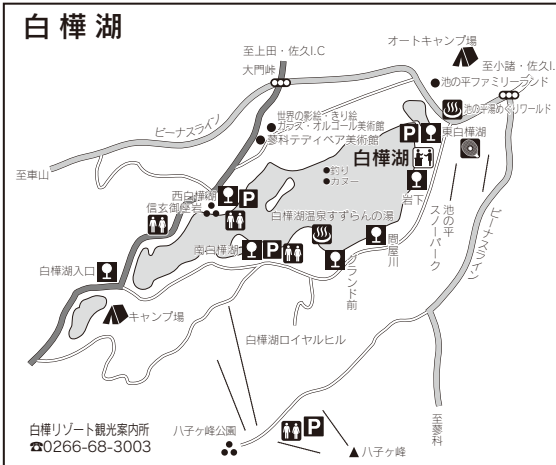 白樺湖
至上田・佐久I.C
大門峠
オートキャンプ場
至小諸・佐久I.
池の平ファミリーランド
池の平湯めぐりワールド
ビーナスライン
世界の影絵・きり絵
ガラス・オルゴール美術館
蓼科テディベア美術館
P
東白樺湖
白樺湖
至車山
釣り
カヌー
西白樺湖
P
信玄御座岩
岩下
池の平
スノーパーク
ビーナスライン
白樺湖温泉すずらんの湯
南白樺湖
P
問屋川
グランド前
白樺湖入口
キャンプ場
白樺湖ロイヤルヒル
至蓼科
白樺リゾート観光案内所
☎0266-68-3003
八子ヶ峰公園
P
八子ヶ峰